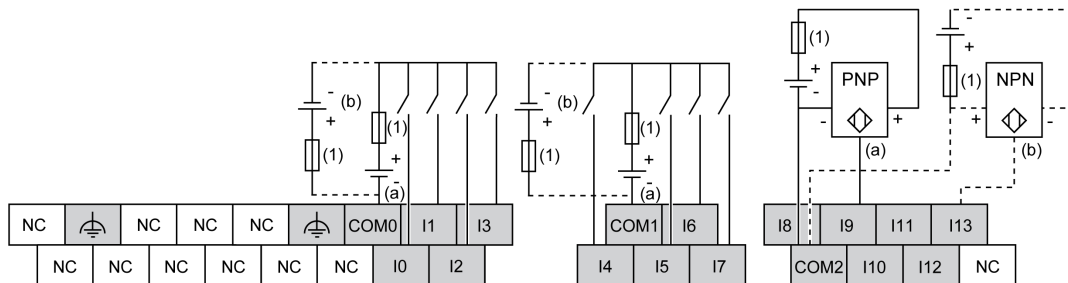 (1) + - PNP - + (a)
- + (1) NPN + - (b)
- (b) + (1) (1) + - (a)
- (b) + (1) (1) + - (a)
NC NC NC NC COM0 I1 I3
NC NC NC NC NC NC I0 I2
COM1 I6
I4 I5 I7
I8 I9 I11 I13
COM2 I10 I12 NC